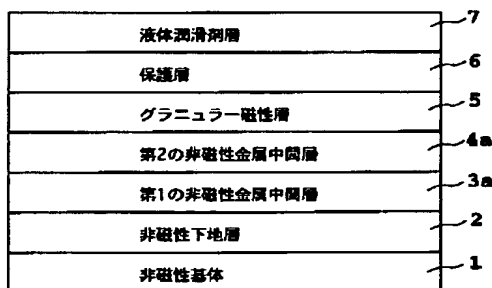 液体潤滑剤層 7
保護層 6
グラニュラー磁性層 5
第2の非磁性金属中間層 4a
第1の非磁性金属中間層 3a
非磁性下地層 2
非磁性基体 1